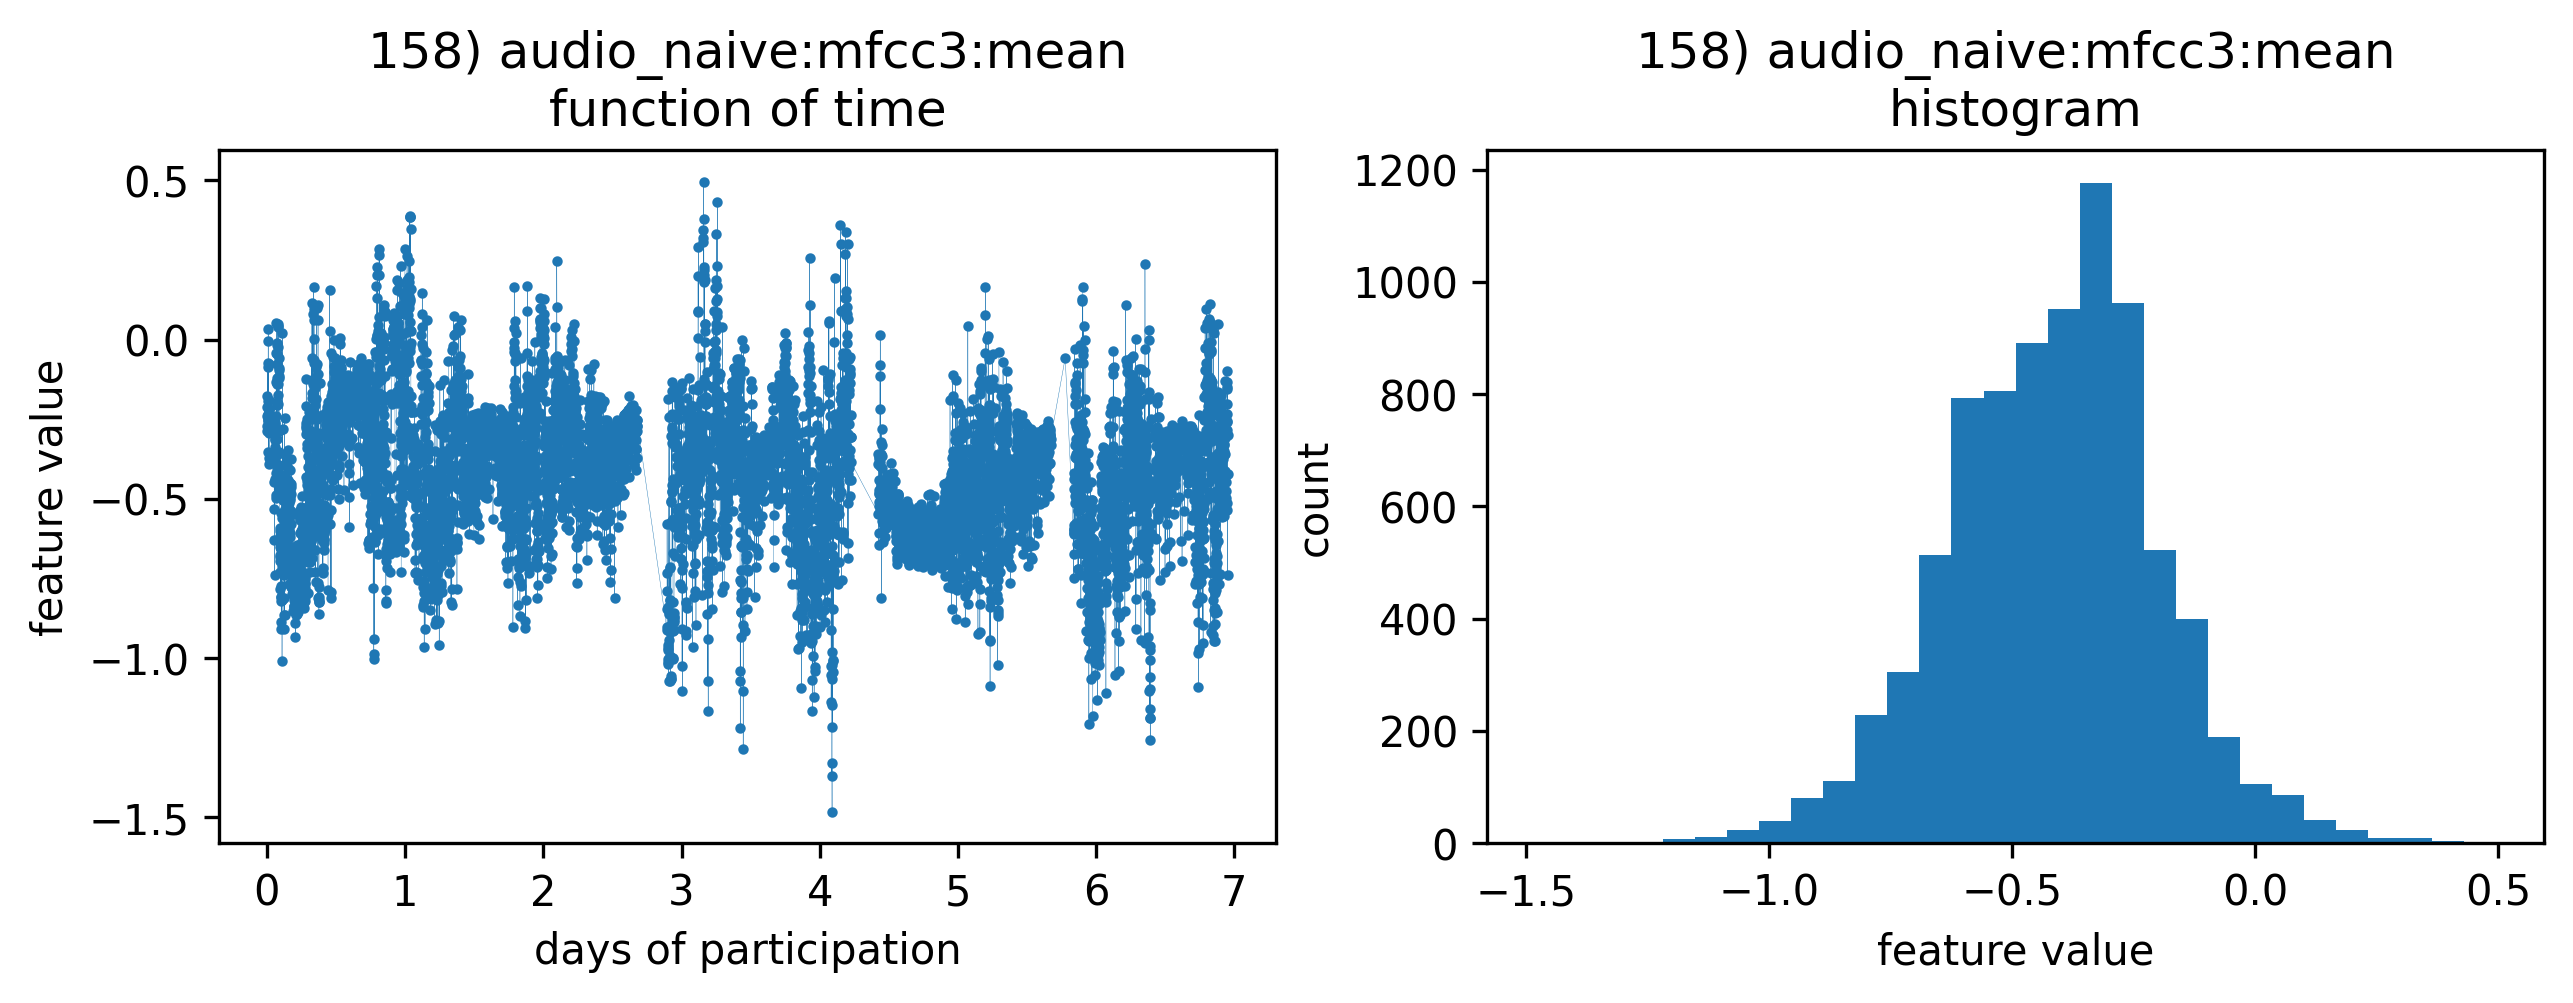 158) audio_naive:mfcc3:mean
function of time
0.5
0.0
−0.5
−1.0
−1.5
feature value
0 1 2 3 4 5 6 7
days of participation
158) audio_naive:mfcc3:mean
histogram
1200
1000
800
600
400
200
0
count
−1.5 −1.0 −0.5 0.0 0.5
feature value